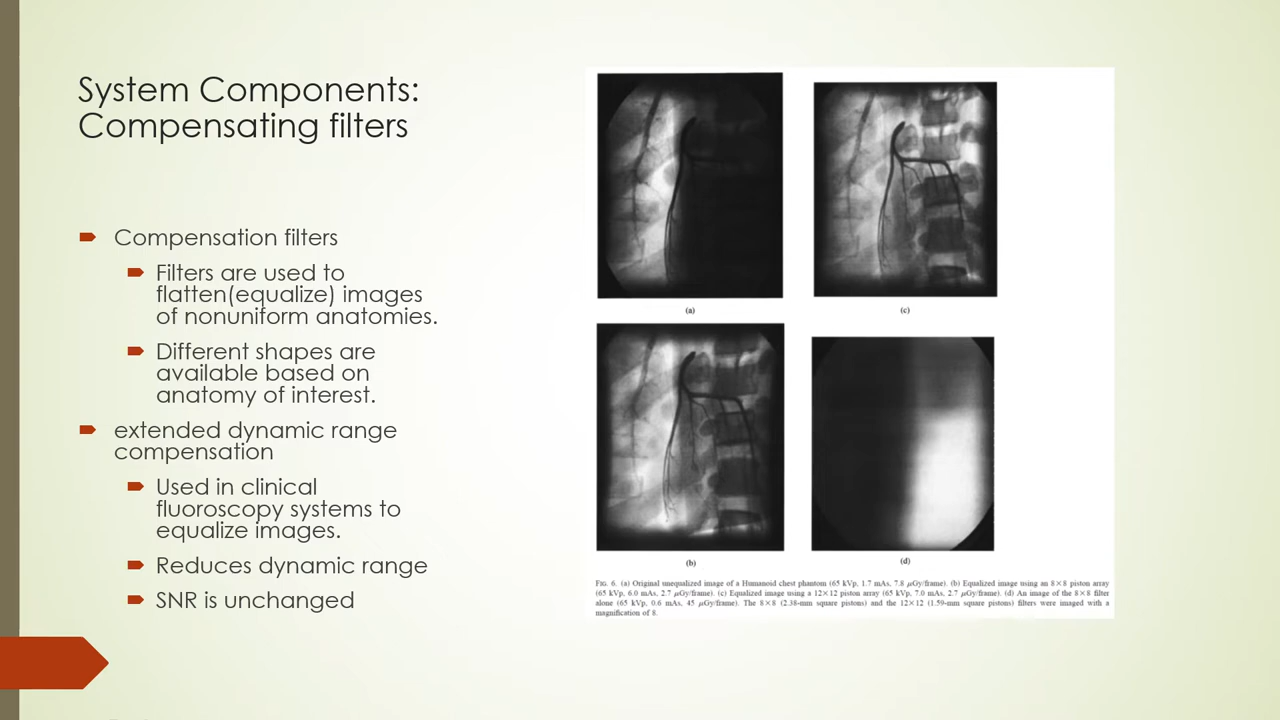 System Components:
Compensating filters
Compensation filters
Filters are used to
flatten(equalize) images
of nonuniform anatomies.
Different shapes are
available based on
anatomy of interest.
extended dynamic range
compensation
Used in clinical
fluoroscopy systems to
equalize images.
Reduces dynamic range
SNR is unchanged
(a)
(c)
(b)
(d)
FIG. 6. (a) Original unequalized image of a Humanoid chest phantom (65 kVp, 1.7 mAs, 7.8 μGy/frame). (b) Equalized image using an 8×8 piston array
(65 kVp, 6.0 mAs, 2.7 μGy/frame). (c) Equalized image using a 12×12 piston array (65 kVp, 7.0 mAs, 2.7 μGy/frame). (d) An image of the 8×8 filter
alone (65 kVp, 0.6 mAs, 45 μGy/frame). The 8×8 (2.38-mm square pistons) and the 12×12 (1.59-mm square pistons) filters were imaged with a
magnification of 8.